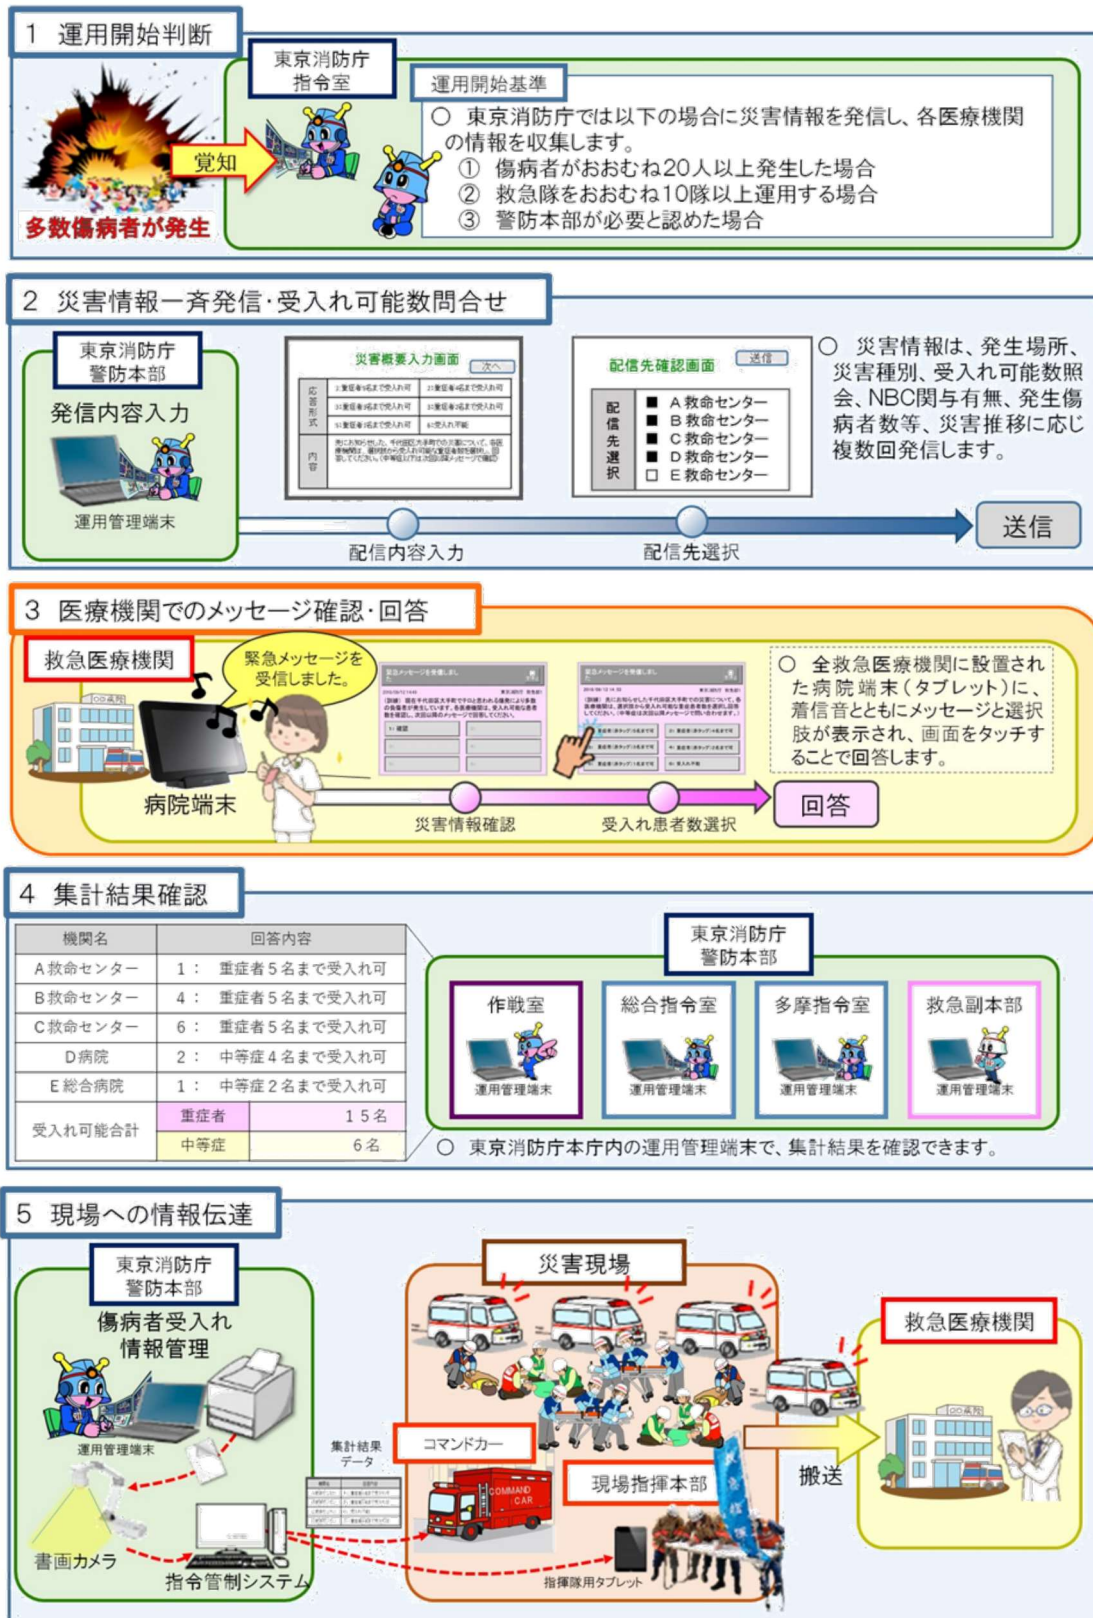 1 運用開始判断
東京消防庁
指令室
運用開始基準
覚知
多数傷病者が発生
○ 東京消防庁では以下の場合に災害情報を発信し、各医療機関
の情報を収集します。
① 傷病者がおおむね20人以上発生した場合
② 救急隊をおおむね10隊以上運用する場合
③ 警防本部が必要と認めた場合
2 災害情報一斉発信・受入れ可能数問合せ
東京消防庁
警防本部
発信内容入力
運用管理端末
災害概要入力画面
次へ
応答形式
内容
配信先確認画面
送信
配信先選択
■ A救命センター
■ B救命センター
■ C救命センター
■ D救命センター
□ E救命センター
○ 災害情報は、発生場所、
災害種別、受入れ可能数照
会、NBC関与有無、発生傷
病者数等、災害推移に応じ
複数回発信します。
配信内容入力
配信先選択
送信
3 医療機関でのメッセージ確認・回答
救急医療機関
緊急メッセージを
受信しました。
病院端末
災害情報確認
受入れ患者数選択
回答
○ 全救急医療機関に設置され
た病院端末(タブレット)に、
着信音とともにメッセージと選択
肢が表示され、画面をタッチす
ることで回答します。
4 集計結果確認
機関名 回答内容
A救命センター 1: 重症者5名まで受入れ可
B救命センター 4: 重症者5名まで受入れ可
C救命センター 6: 重症者5名まで受入れ可
D病院 2: 中等症4名まで受入れ可
E総合病院 1: 中等症2名まで受入れ可
受入れ可能合計 重症者 15名
中等症 6名
東京消防庁
警防本部
作戦室 総合指令室 多摩指令室 救急副本部
運用管理端末 運用管理端末 運用管理端末 運用管理端末
○ 東京消防庁本庁内の運用管理端末で、集計結果を確認できます。
5 現場への情報伝達
東京消防庁
警防本部
傷病者受入れ
情報管理
運用管理端末
書画カメラ
指令管制システム
集計結果
データ
災害現場
コマンドカー
COMMAND
CAR
現場指揮本部
指揮隊用タブレット
搬送
救急医療機関